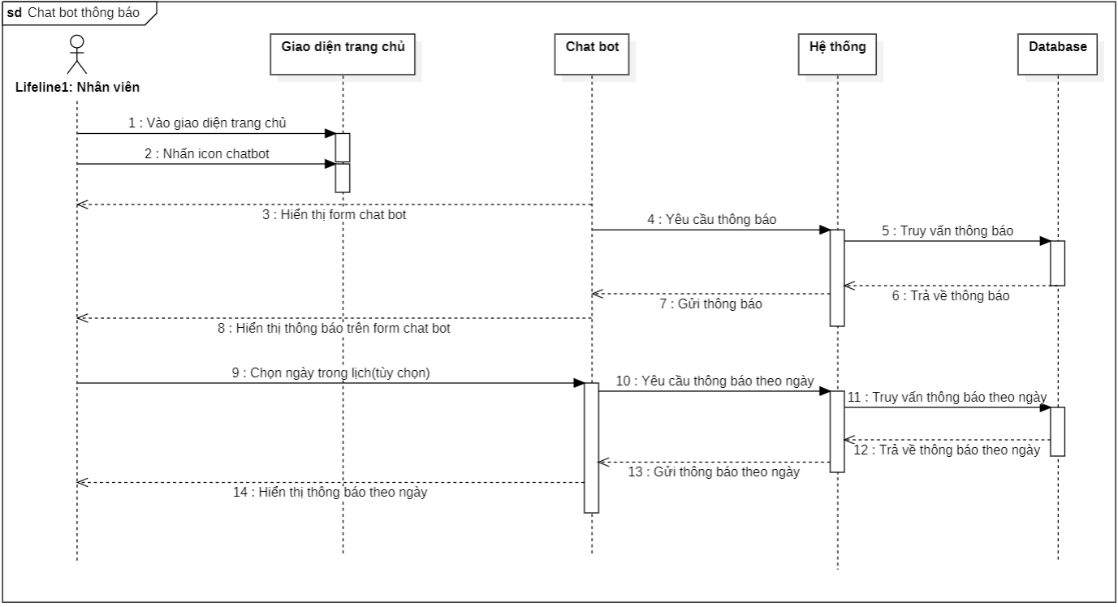 sd Chat bot thông báo
Giao diện trang chủ
Chat bot
Hệ thống
Database
Lifeline1: Nhân viên
1 : Vào giao diện trang chủ
2 : Nhấn icon chatbot
3 : Hiển thị form chat bot
4 : Yêu cầu thông báo
5 : Truy vấn thông báo
6 : Trả về thông báo
7 : Gửi thông báo
8 : Hiển thị thông báo trên form chat bot
9 : Chọn ngày trong lịch(tùy chọn)
10 : Yêu cầu thông báo theo ngày
11 : Truy vấn thông báo theo ngày
12 : Trả về thông báo theo ngày
13 : Gửi thông báo theo ngày
14 : Hiển thị thông báo theo ngày